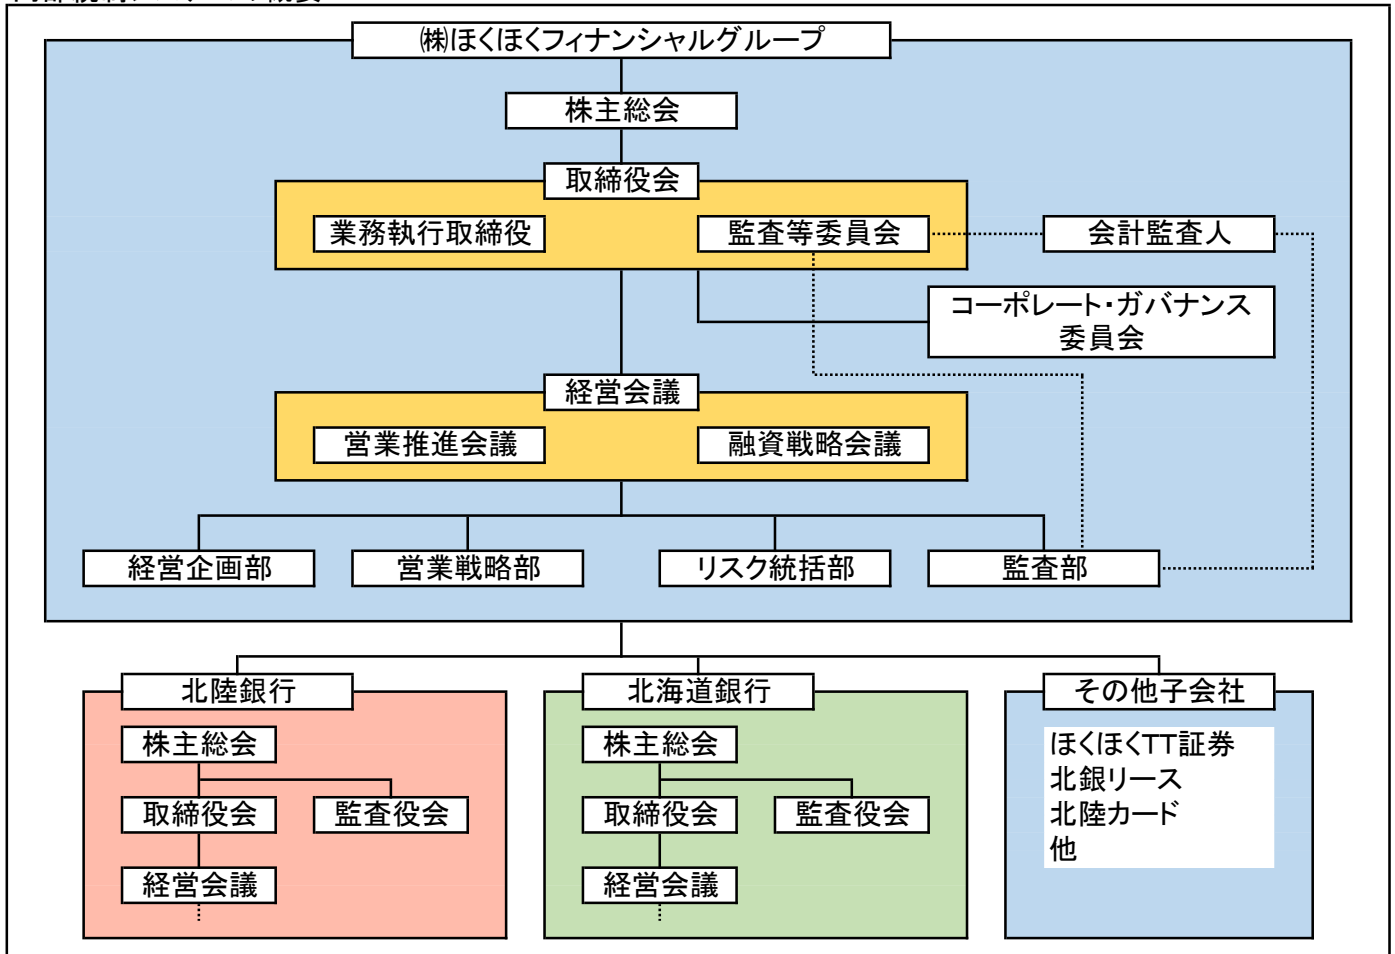 ㈱ほくほくフィナンシャルグループ
株主総会
取締役会
業務執行取締役
監査等委員会
会計監査人
コーポレート・ガバナンス
委員会
経営会議
営業推進会議
融資戦略会議
経営企画部
営業戦略部
リスク統括部
監査部
北陸銀行
株主総会
取締役会
監査役会
経営会議
北海道銀行
株主総会
取締役会
監査役会
経営会議
その他子会社
ほくほくTT証券
北銀リース
北陸カード
他